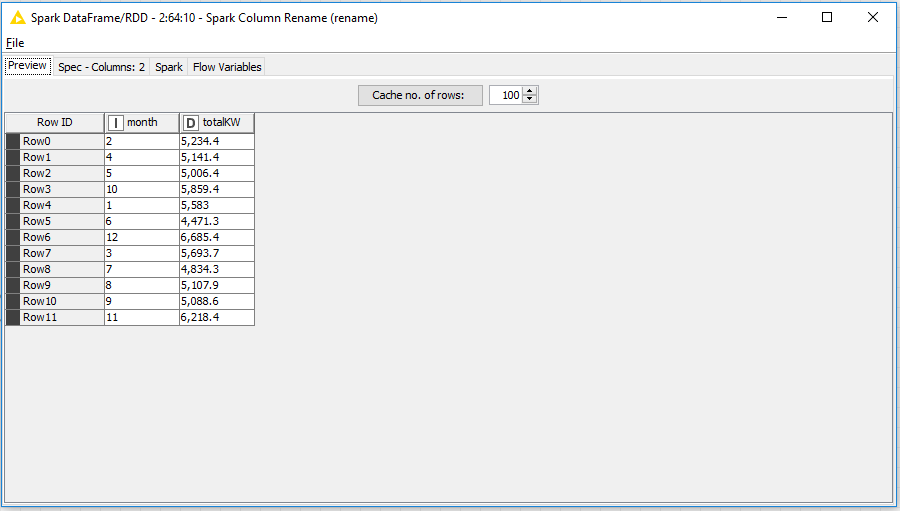 Spark DataFrame/RDD - 2:64:10 - Spark Column Rename (rename)
File
Preview Spec - Columns: 2 Spark Flow Variables
Cache no. of rows: 100
Row ID I month D totalKW
Row0 2 5,234.4
Row1 4 5,141.4
Row2 5 5,006.4
Row3 10 5,859.4
Row4 1 5,583
Row5 6 4,471.3
Row6 12 6,685.4
Row7 3 5,693.7
Row8 7 4,834.3
Row9 8 5,107.9
Row10 9 5,088.6
Row11 11 6,218.4